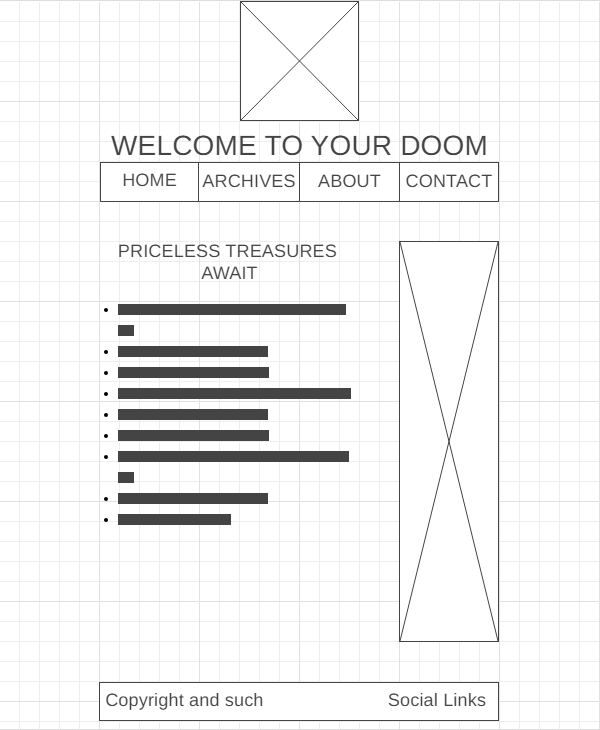 WELCOME TO YOUR DOOM
HOME ARCHIVES ABOUT CONTACT
PRICELESS TREASURES
AWAIT
Copyright and such Social Links